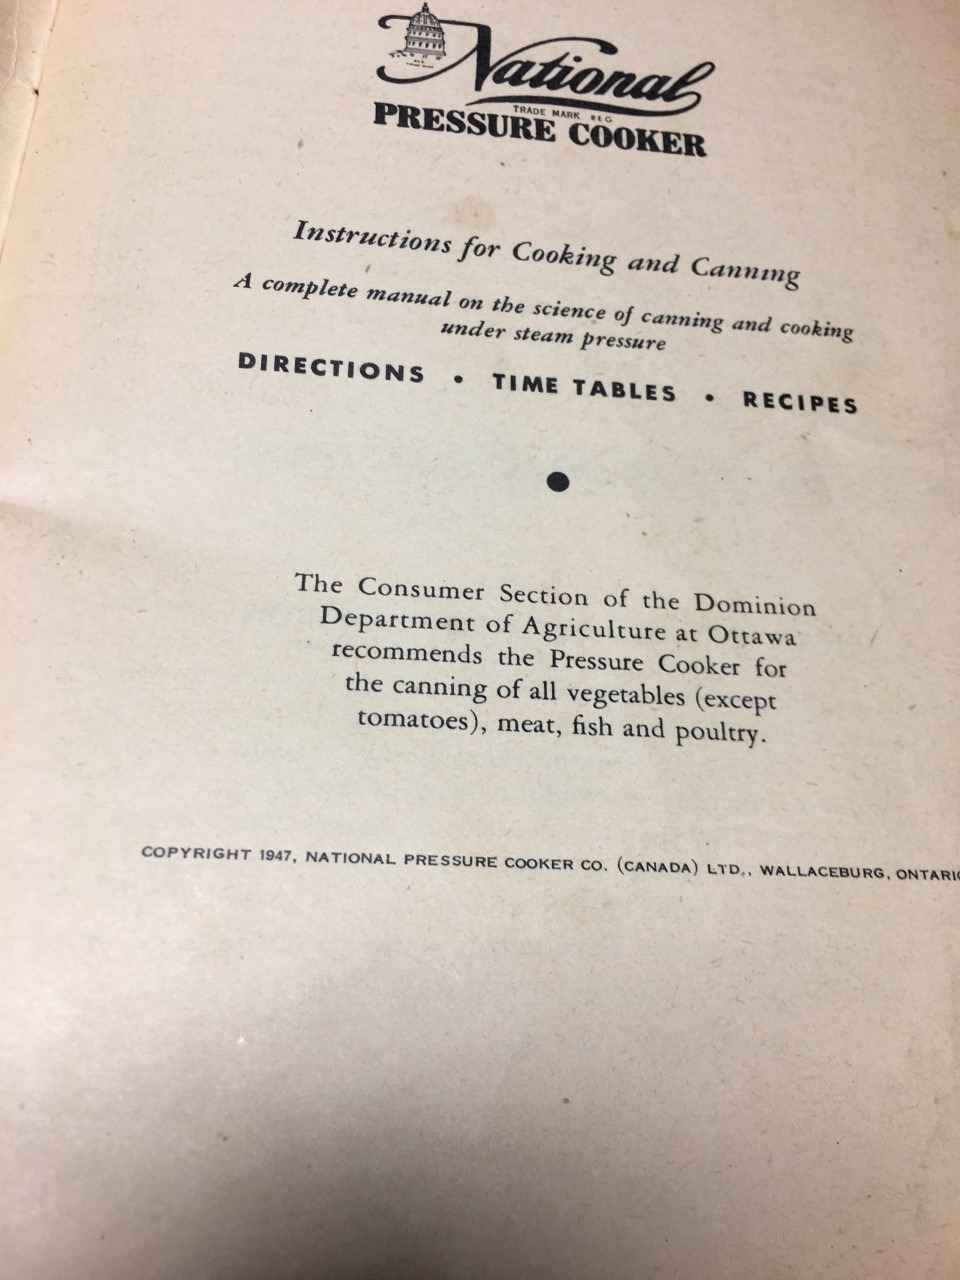 National
TRADE MARK REG
PRESSURE COOKER
Instructions for Cooking and Canning
A complete manual on the science of canning and cooking
under steam pressure
DIRECTIONS • TIME TABLES • RECIPES
The Consumer Section of the Dominion
Department of Agriculture at Ottawa
recommends the Pressure Cooker for
the canning of all vegetables (except
tomatoes), meat, fish and poultry.
COPYRIGHT 1947, NATIONAL PRESSURE COOKER CO. (CANADA) LTD., WALLACEBURG, ONTARIO